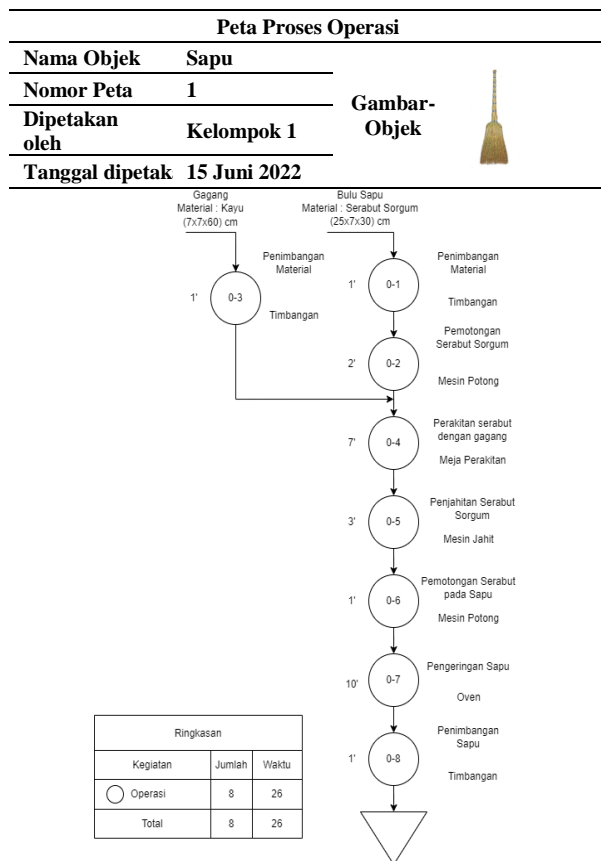 Peta Proses Operasi
Nama Objek Sapu
Nomor Peta 1
Dipetakan
oleh
Kelompok 1
Tanggal dipetak 15 Juni 2022
Gambar-
Objek
Gagang
Material : Kayu
(7x7x60) cm
Bulu Sapu
Material : Serabut Sorgum
(25x7x30) cm
Penimbangan
Material
1'
0-3
Timbangan
Penimbangan
Material
1'
0-1
Timbangan
Pemotongan
Serabut Sorgum
2'
0-2
Mesin Potong
Perakitan serabut
dengan gagang
7'
0-4
Meja Perakitan
Penjahitan Serabut
Sorgum
3'
0-5
Mesin Jahit
Pemotongan Serabut
pada Sapu
1'
0-6
Mesin Potong
Pengeringan Sapu
10'
0-7
Oven
Penimbangan
Sapu
1'
0-8
Timbangan
Ringkasan
Kegiatan Jumlah Waktu
Operasi 8 26
Total 8 26